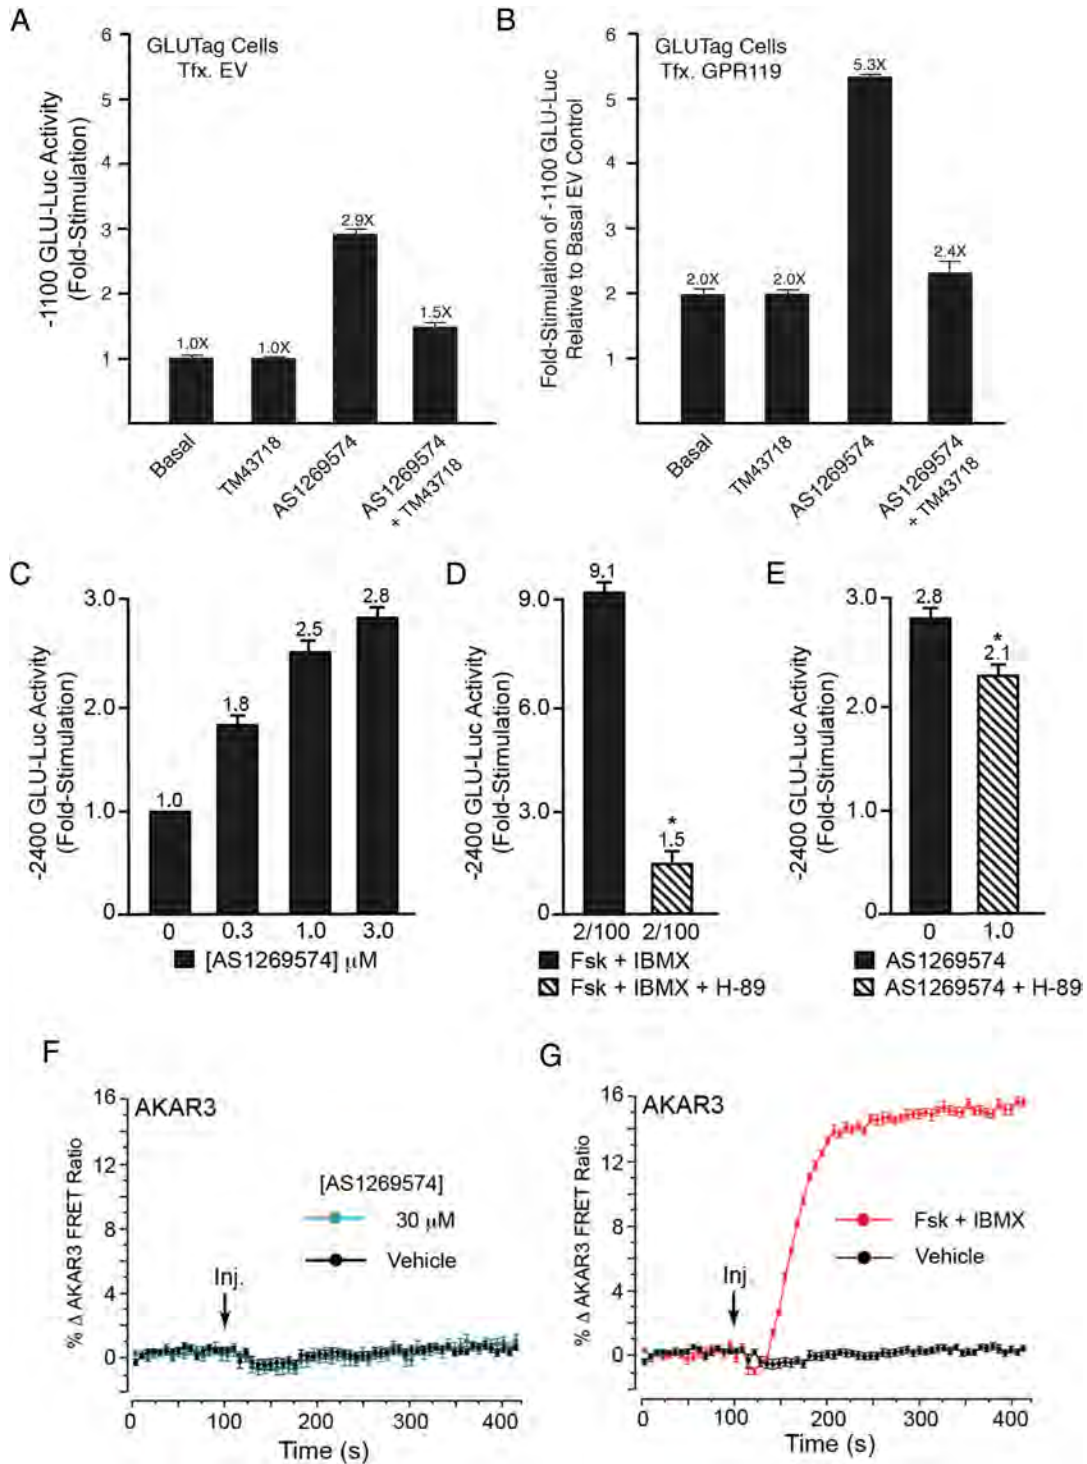 A
GLUTag Cells
Tfx. EV
-1100 GLU-Luc Activity
(Fold-Stimulation)
6
5
4
3
2
1
1.0X
1.0X
2.9X
1.5X
Basal
TM43718
AS1269574
AS1269574
+ TM43718
B
GLUTag Cells
Tfx. GPR119
Fold-Stimulation of -1100 GLU-Luc
Relative to Basal EV Control
6
5
4
3
2
1
2.0X
2.0X
5.3X
2.4X
Basal
TM43718
AS1269574
AS1269574
+ TM43718
C
-2400 GLU-Luc Activity
(Fold-Stimulation)
3.0
2.0
1.0
0
1.0
1.8
2.5
2.8
0
0.3
1.0
3.0
[AS1269574] μM
D
-2400 GLU-Luc Activity
(Fold-Stimulation)
9.0
6.0
3.0
0
9.1
*
1.5
2/100
2/100
Fsk + IBMX
Fsk + IBMX + H-89
E
-2400 GLU-Luc Activity
(Fold-Stimulation)
3.0
2.0
1.0
0
2.8
*
2.1
0
1.0
AS1269574
AS1269574 + H-89
F
AKAR3
% Δ AKAR3 FRET Ratio
16
12
8
4
0
[AS1269574]
30 μM
Vehicle
Inj.
0
100
200
300
400
Time (s)
G
AKAR3
% Δ AKAR3 FRET Ratio
16
12
8
4
0
Fsk + IBMX
Vehicle
Inj.
0
100
200
300
400
Time (s)